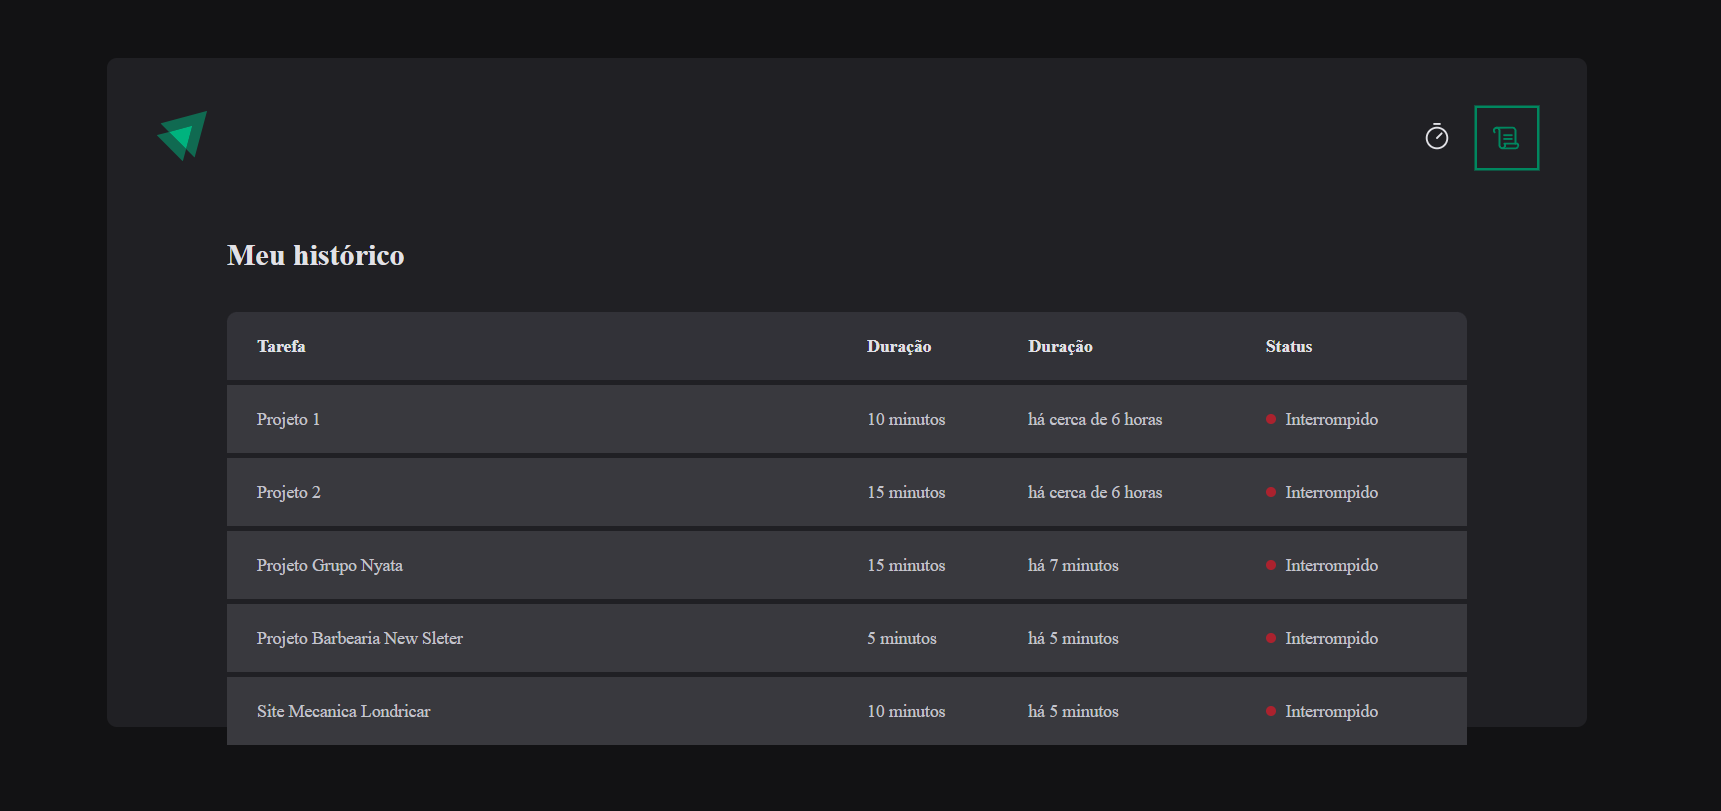 Meu histórico
Tarefa Duração Duração Status
Projeto 1 10 minutos há cerca de 6 horas Interrompido
Projeto 2 15 minutos há cerca de 6 horas Interrompido
Projeto Grupo Nyata 15 minutos há 7 minutos Interrompido
Projeto Barbearia New Sleter 5 minutos há 5 minutos Interrompido
Site Mecanica Londricar 10 minutos há 5 minutos Interrompido